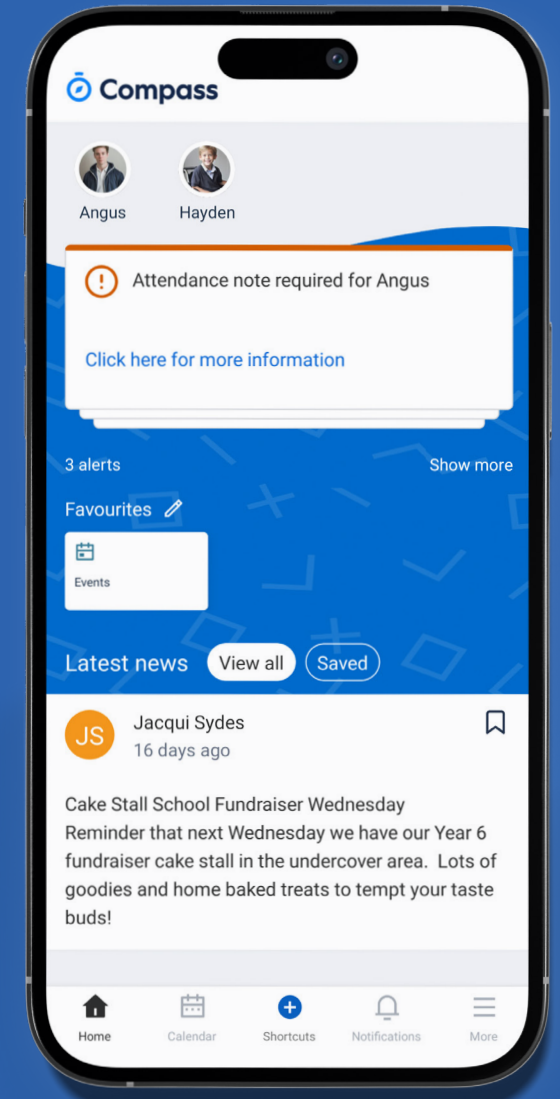 Compass
Angus Hayden
Attendance note required for Angus
Click here for more information
3 alerts Show more
Favourites
Events
Latest news View all Saved
JS
Jacqui Sydes
16 days ago
Cake Stall School Fundraiser Wednesday
Reminder that next Wednesday we have our Year 6
fundraiser cake stall in the undercover area.  Lots of
goodies and home baked treats to tempt your taste
buds!
Home Calendar Shortcuts Notifications More